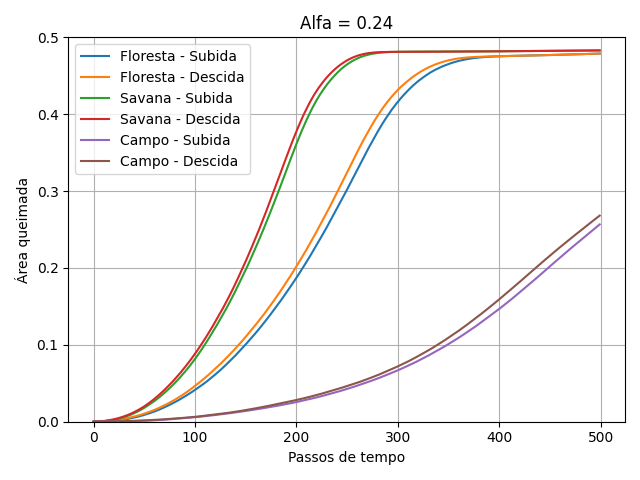 Alfa = 0.24
Floresta - Subida
Floresta - Descida
Savana - Subida
Savana - Descida
Campo - Subida
Campo - Descida
Área queimada
0.5
0.4
0.3
0.2
0.1
0.0
0 100 200 300 400 500
Passos de tempo